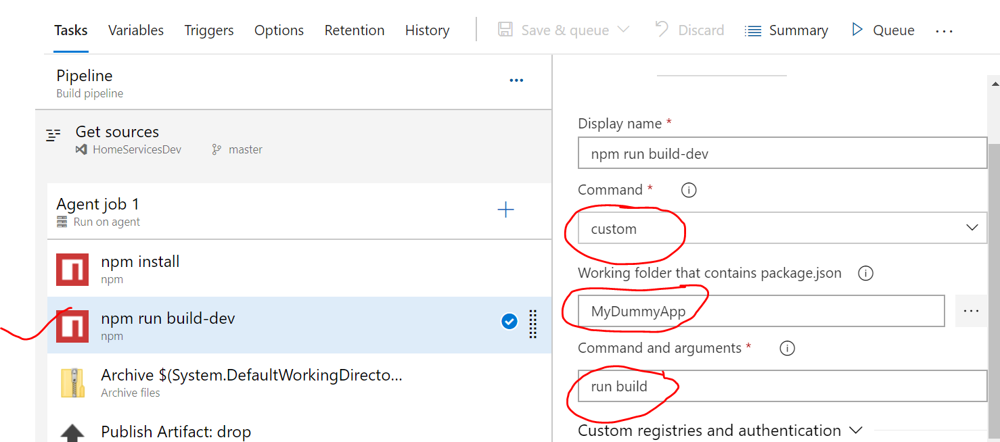 Tasks Variables Triggers Options Retention History Save & queue Discard Summary Queue ...
Pipeline
Build pipeline
Get sources
HomeServicesDev master
Agent job 1
Run on agent
npm install
npm
npm run build-dev
npm
Archive $(System.DefaultWorkingDirecto...
Archive files
Publish Artifact: drop
Display name *
npm run build-dev
Command *
custom
Working folder that contains package.json
MyDummyApp
Command and arguments *
run build
Custom registries and authentication